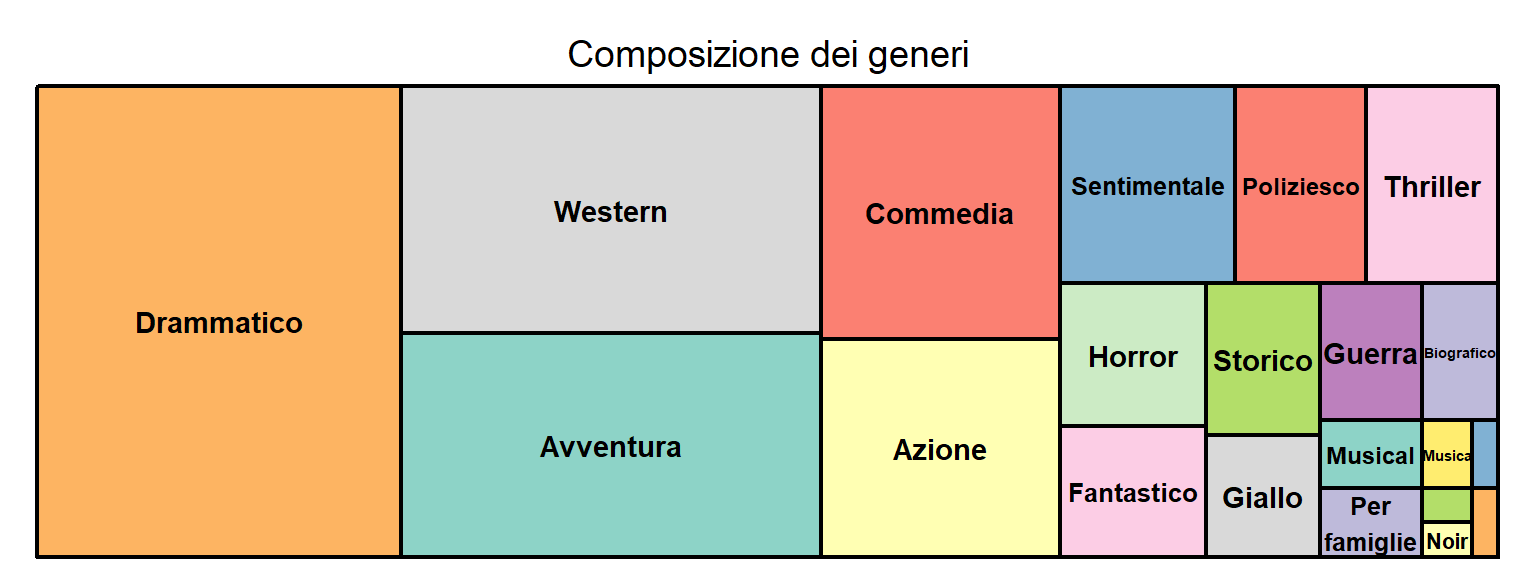 Composizione dei generi
Drammatico
Western
Avventura
Commedia
Azione
Sentimentale
Poliziesco
Thriller
Horror
Fantastico
Storico
Giallo
Guerra
Biografico
Musical
Musica
Per
famiglie
Noir